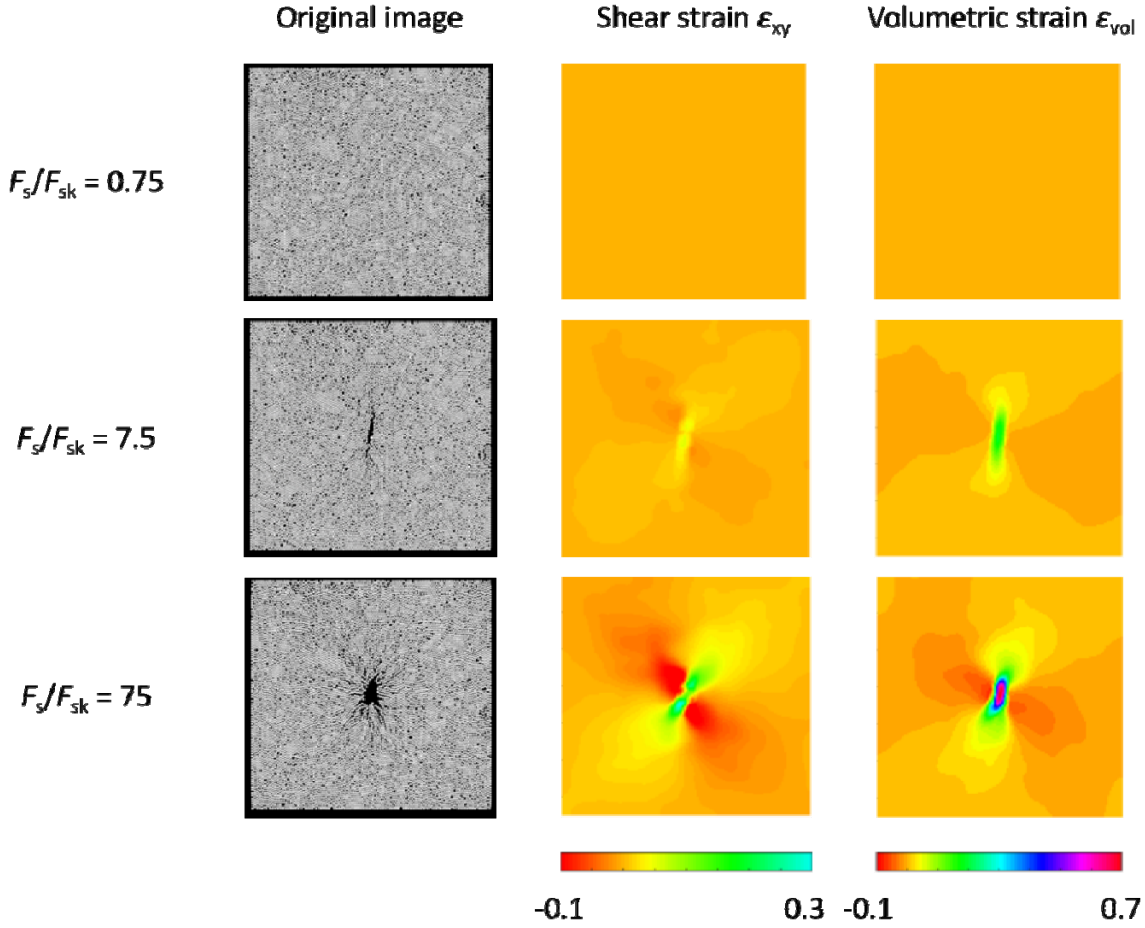 Original image
Shear strain εxy
Volumetric strain εvol
Fs/Fsk = 0.75
Fs/Fsk = 7.5
Fs/Fsk = 75
-0.1 0.3 -0.1 0.7